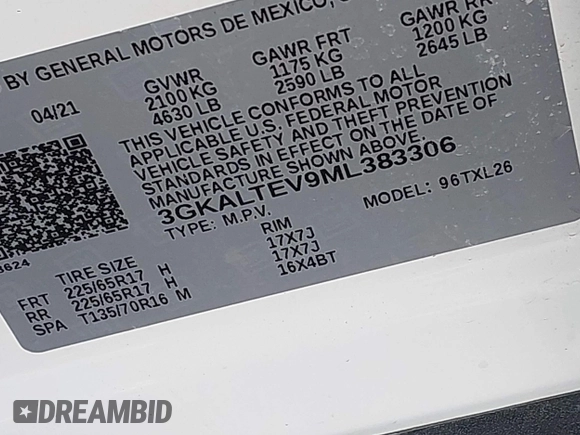 BY GENERAL MOTORS DE MEXICO,
04/21
GVWR
2100 KG
4630 LB
GAWR FRT
1175 KG
2590 LB
GAWR RR
1200 KG
2645 LB
THIS VEHICLE CONFORMS TO ALL
APPLICABLE U.S. FEDERAL MOTOR
VEHICLE SAFETY AND THEFT PREVENTION
STANDARDS IN EFFECT ON THE DATE OF
MANUFACTURE SHOWN ABOVE.
3GKALTEV9ML383306
TYPE: M.P.V.
MODEL: 96TXL26
TIRE SIZE
RIM
FRT 225/65R17 H 17X7J
RR 225/65R17 H 17X7J
SPA T135/70R16 M 16X4BT
DREAMBID